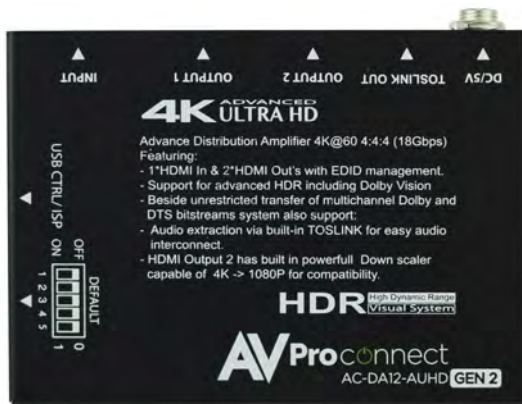 INPUT
OUTPUT 1
OUTPUT 2
TOSLINK OUT
DC/5V
4K ADVANCED
ULTRA HD
Advance Distribution Amplifier 4K@60 4:4:4 (18Gbps)
Featuring:
- 1*HDMI In & 2*HDMI Out's with EDID management.
- Support for advanced HDR including Dolby Vision
- Beside unrestricted transfer of multichannel Dolby and
DTS bitstreams system also support:
- Audio extraction via built-in TOSLINK for easy audio
interconnect.
- HDMI Output 2 has built in powerfull Down scaler
capable of 4K -> 1080P for compatibility.
USB CTRL/ ISP
ON OFF
1 2 3 4 5
DEFAULT
1 0
HDR High Dynamic Range
Visual System
AVProconnect
AC-DA12-AUHD GEN 2